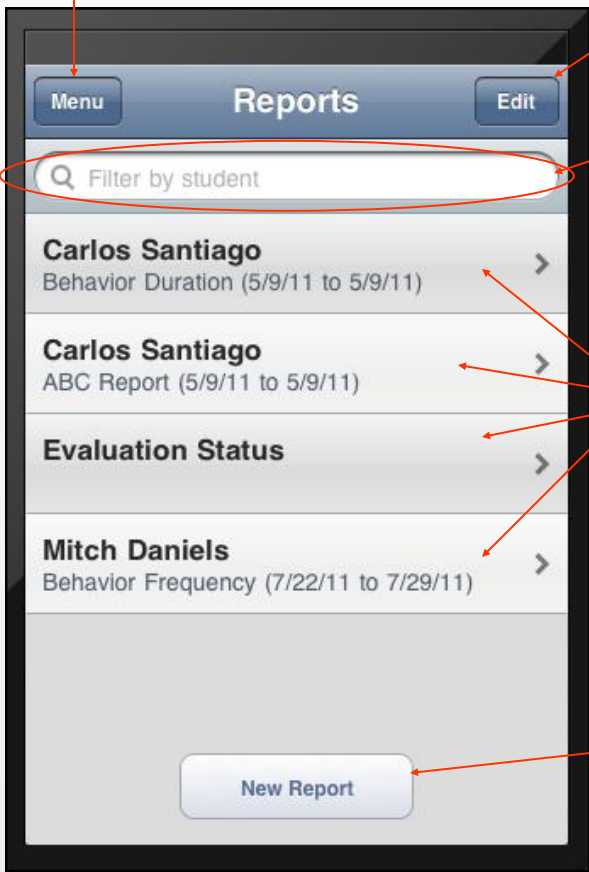 Menu Reports Edit
Filter by student
Carlos Santiago
Behavior Duration (5/9/11 to 5/9/11)
Carlos Santiago
ABC Report (5/9/11 to 5/9/11)
Evaluation Status
Mitch Daniels
Behavior Frequency (7/22/11 to 7/29/11)
New Report